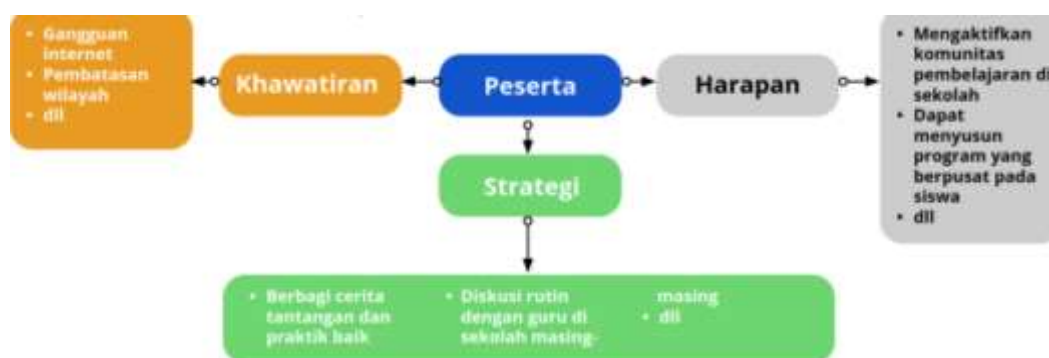 • Gangguan
internet
• Pembatasan
wilayah
• dll
Khawatiran
Peserta
Harapan
• Mengaktifkan
komunitas
pembelajaran di
sekolah
• Dapat
menyusun
program yang
berpusat pada
siswa
• dll
Strategi
• Berbagi cerita
tantangan dan
praktik baik
• Diskusi rutin
dengan guru di
sekolah masing-
masing
• dll